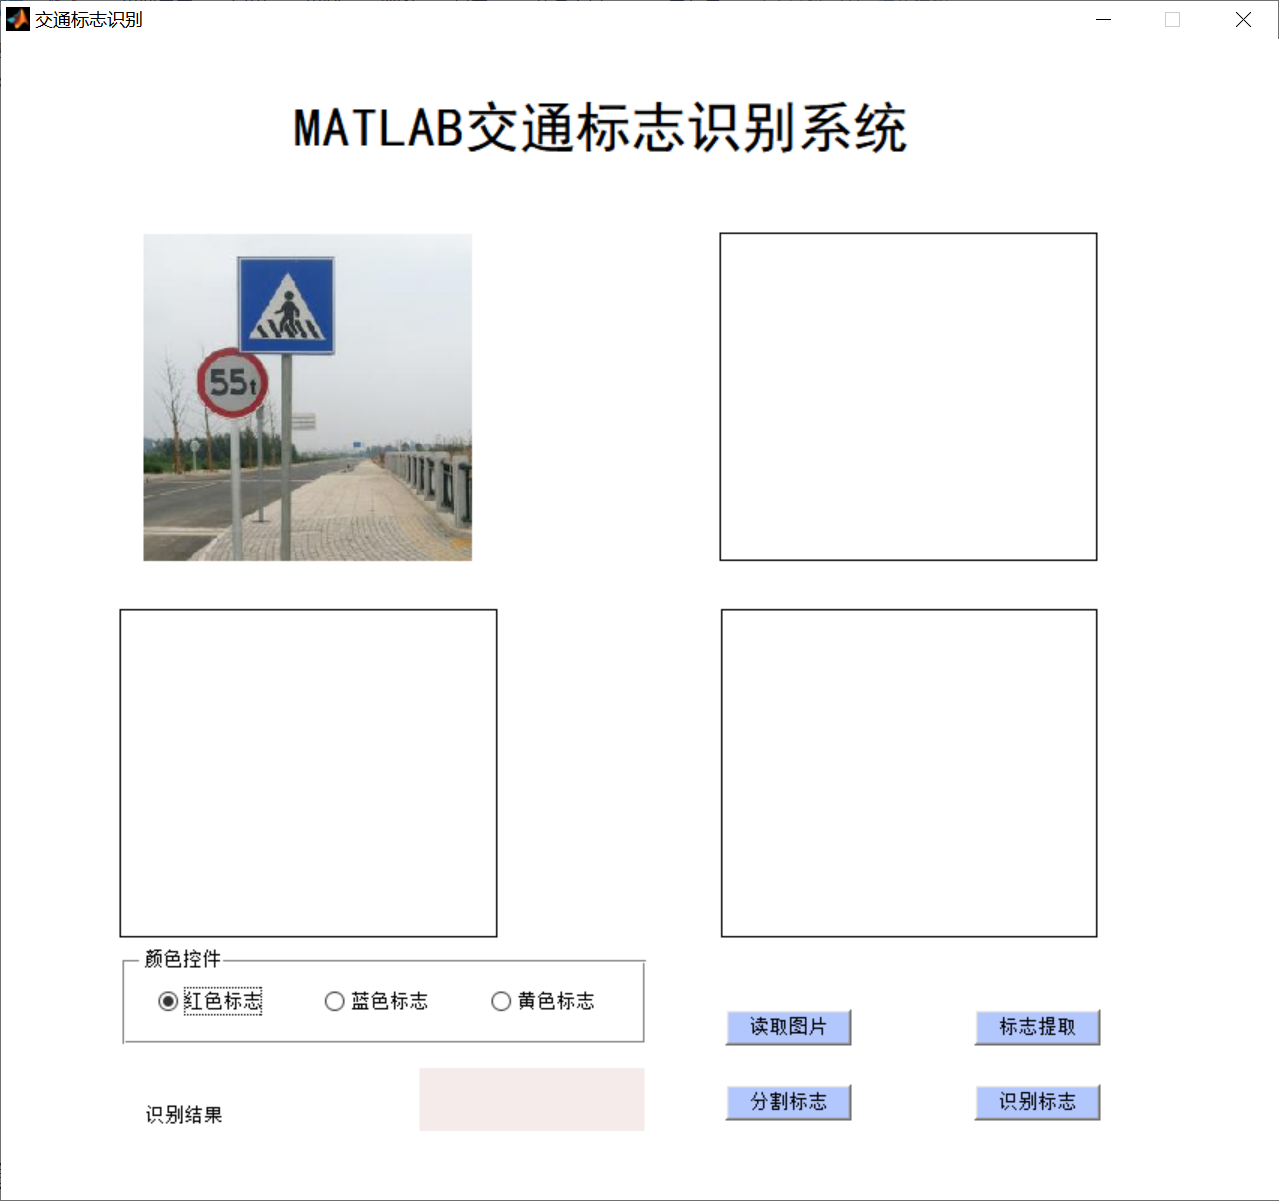 交通标志识别
MATLAB交通标志识别系统
55t
颜色控件
红色标志
蓝色标志
黄色标志
读取图片
标志提取
分割标志
识别标志
识别结果